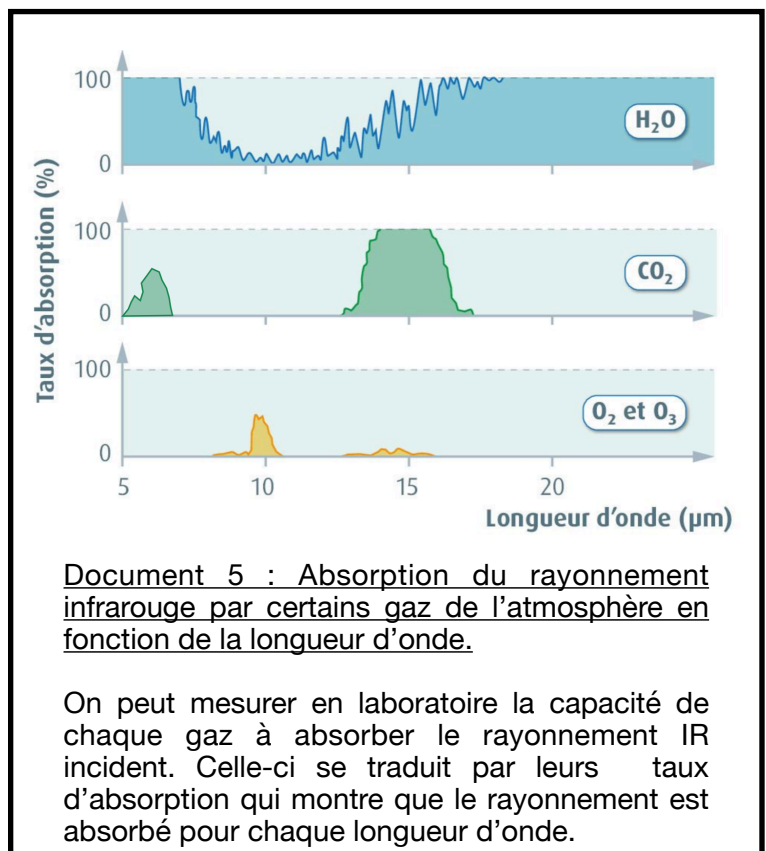 Taux d'absorption (%)
100
0
H₂O
100
0
CO₂
100
0
O₂ et O₃
5 10 15 20
Longueur d'onde (µm)
Document 5 : Absorption du rayonnement
infrarouge par certains gaz de l'atmosphère en
fonction de la longueur d'onde.
On peut mesurer en laboratoire la capacité de
chaque gaz à absorber le rayonnement IR
incident. Celle-ci se traduit par leurs taux
d'absorption qui montre que le rayonnement est
absorbé pour chaque longueur d'onde.